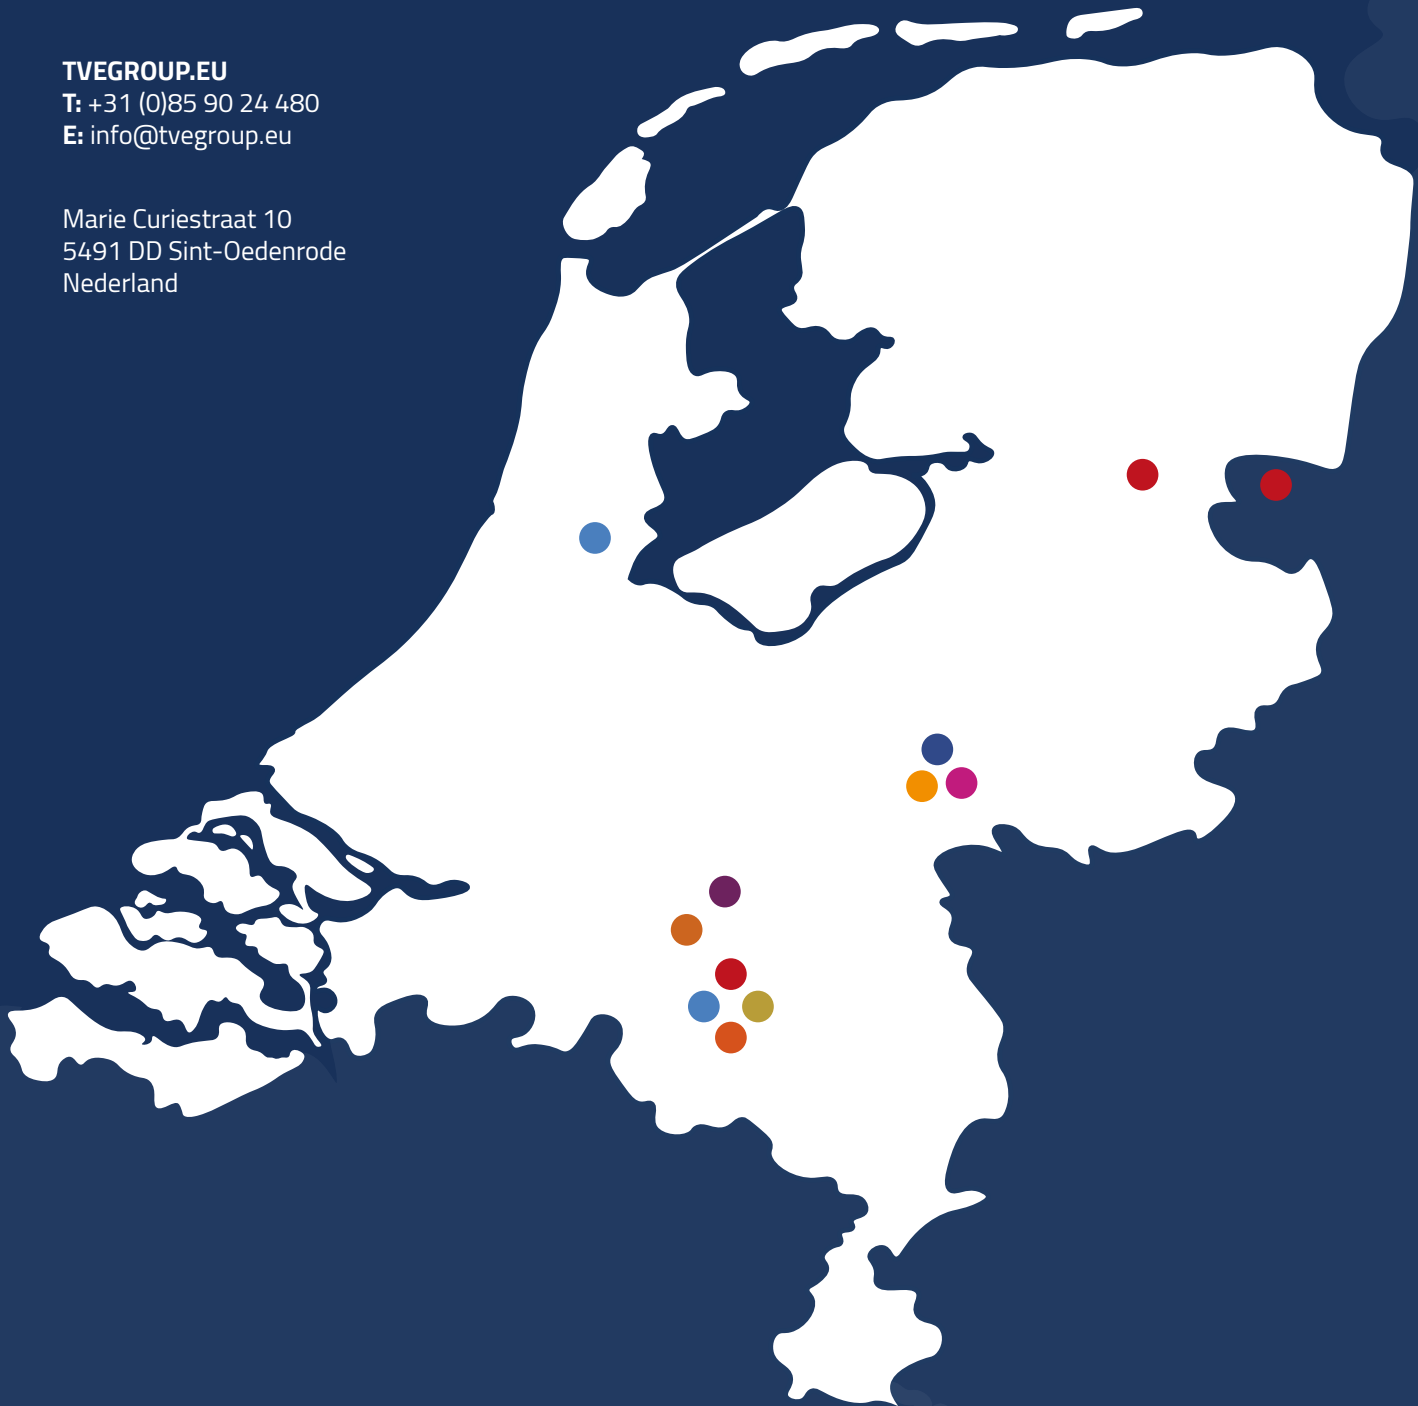 TVEGROUP.EU
T: +31 (0)85 90 24 480
E: info@tvegroup.eu
Marie Curiestraat 10
5491 DD Sint-Oedenrode
Nederland